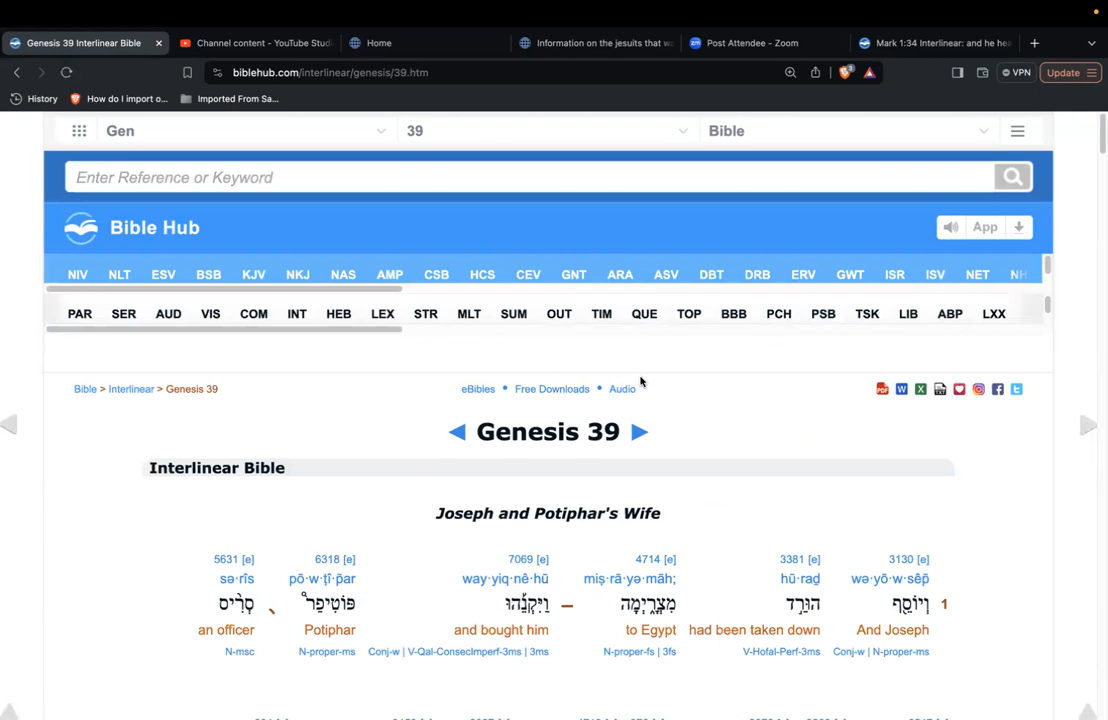 Genesis 39 Interlinear Bible
Channel content - YouTube Stud
Home
Information on the jesuits that wa
Post Attendee - Zoom
Mark 1:34 Interlinear: and he hea
biblehub.com/interlinear/genesis/39.htm
3
VPN
Update
History
How do I import o...
Imported From Sa...
Gen
39
Bible
Enter Reference or Keyword
Bible Hub
App
NIV NLT ESV BSB KJV NKJ NAS AMP CSB HCS CEV GNT ARA ASV DBT DRB ERV GWT ISR ISV NET NH
PAR SER AUD VIS COM INT HEB LEX STR MLT SUM OUT TIM QUE TOP BBB PCH PSB TSK LIB ABP LXX
Bible > Interlinear > Genesis 39
eBibles • Free Downloads • Audio
◄ Genesis 39 ►
Interlinear Bible
Joseph and Potiphar's Wife
5631 [e] 6318 [e] 7069 [e] 4714 [e] 3381 [e] 3130 [e]
sə·rîs pō·w·ṭî·p̄ar way·yiq·nê·hū miṣ·rā·yə·māh; hū·raḏ wə·yō·w·sêp̄
1 וְיוֹסֵ֖ף הוּרַ֣ד מִצְרָ֑יְמָה – וַיִּקְנֵ֡הוּ פּוֹטִיפַר֩ ‪、‬ סְרִ֨יס
an officer Potiphar and bought him to Egypt had been taken down And Joseph
N-msc N-proper-ms Conj-w | V-Qal-ConsecImperf-3ms | 3ms N-proper-fs | 3fs V-Hofal-Perf-3ms Conj-w | N-proper-ms